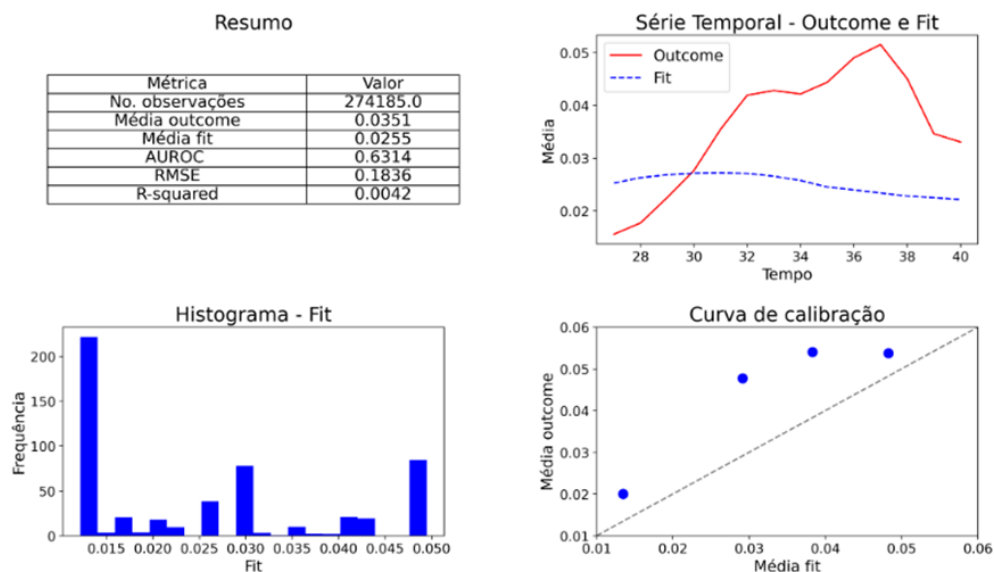 Resumo
Métrica Valor
No. observações 274185.0
Média outcome 0.0351
Média fit 0.0255
AUROC 0.6314
RMSE 0.1836
R-squared 0.0042
Série Temporal - Outcome e Fit
Outcome
Fit
Média
0.05
0.04
0.03
0.02
28 30 32 34 36 38 40
Tempo
Histograma - Fit
Frequência
200
150
100
50
0
0.015 0.020 0.025 0.030 0.035 0.040 0.045 0.050
Fit
Curva de calibração
Média outcome
0.06
0.05
0.04
0.03
0.02
0.01
0.01 0.02 0.03 0.04 0.05 0.06
Média fit